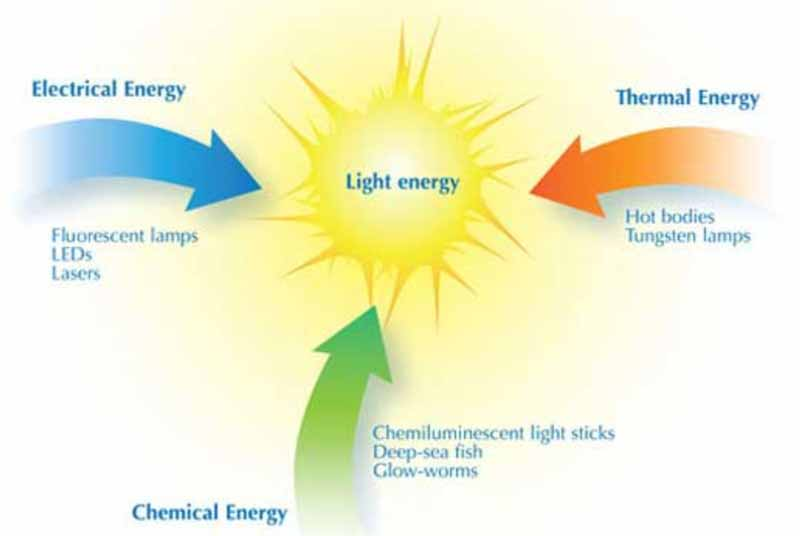 Electrical Energy
Thermal Energy
Light energy
Fluorescent lamps
LEDs
Lasers
Hot bodies
Tungsten lamps
Chemiluminescent light sticks
Deep-sea fish
Glow-worms
Chemical Energy